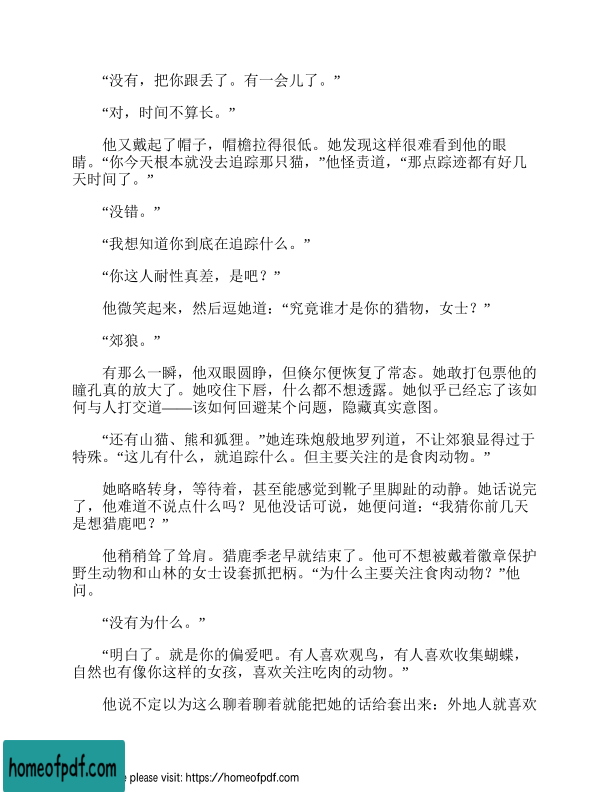 “没有，把你跟丢了。有一会儿了。”
“对，时间不算长。”
他又戴起了帽子，帽檐拉得很低。她发现这样很难看到他的眼
睛。“你今天根本就没去追踪那只猫，”他怪责道，“那点踪迹都有好几
天时间了。”
“没错。”
“我想知道你到底在追踪什么。”
“你这人耐性真差，是吧？”
他微笑起来，然后逗她道：“究竟谁才是你的猎物，女士？”
“郊狼。”
有那么一瞬，他双眼圆睁，但倏尔便恢复了常态。她敢打包票他的
瞳孔真的放大了。她咬住下唇，什么都不想透露。她似乎已经忘了该如
何与人打交道——该如何回避某个问题，隐藏真实意图。
“还有山猫、熊和狐狸。”她连珠炮般地罗列道，不让郊狼显得过于
特殊。“这儿有什么，就追踪什么。但主要关注的是食肉动物。”
她略略转身，等待着，甚至能感觉到靴子里脚趾的动静。她话说完
了，他难道不说点什么吗？见他没话可说，她便问道：“我猜你前几天
是想猎鹿吧？”
他稍稍耸了耸肩。猎鹿季老早就结束了。他可不想被戴着徽章保护
野生动物和山林的女士设套抓把柄。“为什么主要关注食肉动物？”他
问。
“没有为什么。”
“明白了。就是你的偏爱吧。有人喜欢观鸟，有人喜欢收集蝴蝶，
自然也有像你这样的女孩，喜欢关注吃肉的动物。”
他说不定以为这么聊着聊着就能把她的话给套出来：外地人就喜欢
homeofpdf.com
e please visit: https://homeofpdf.com